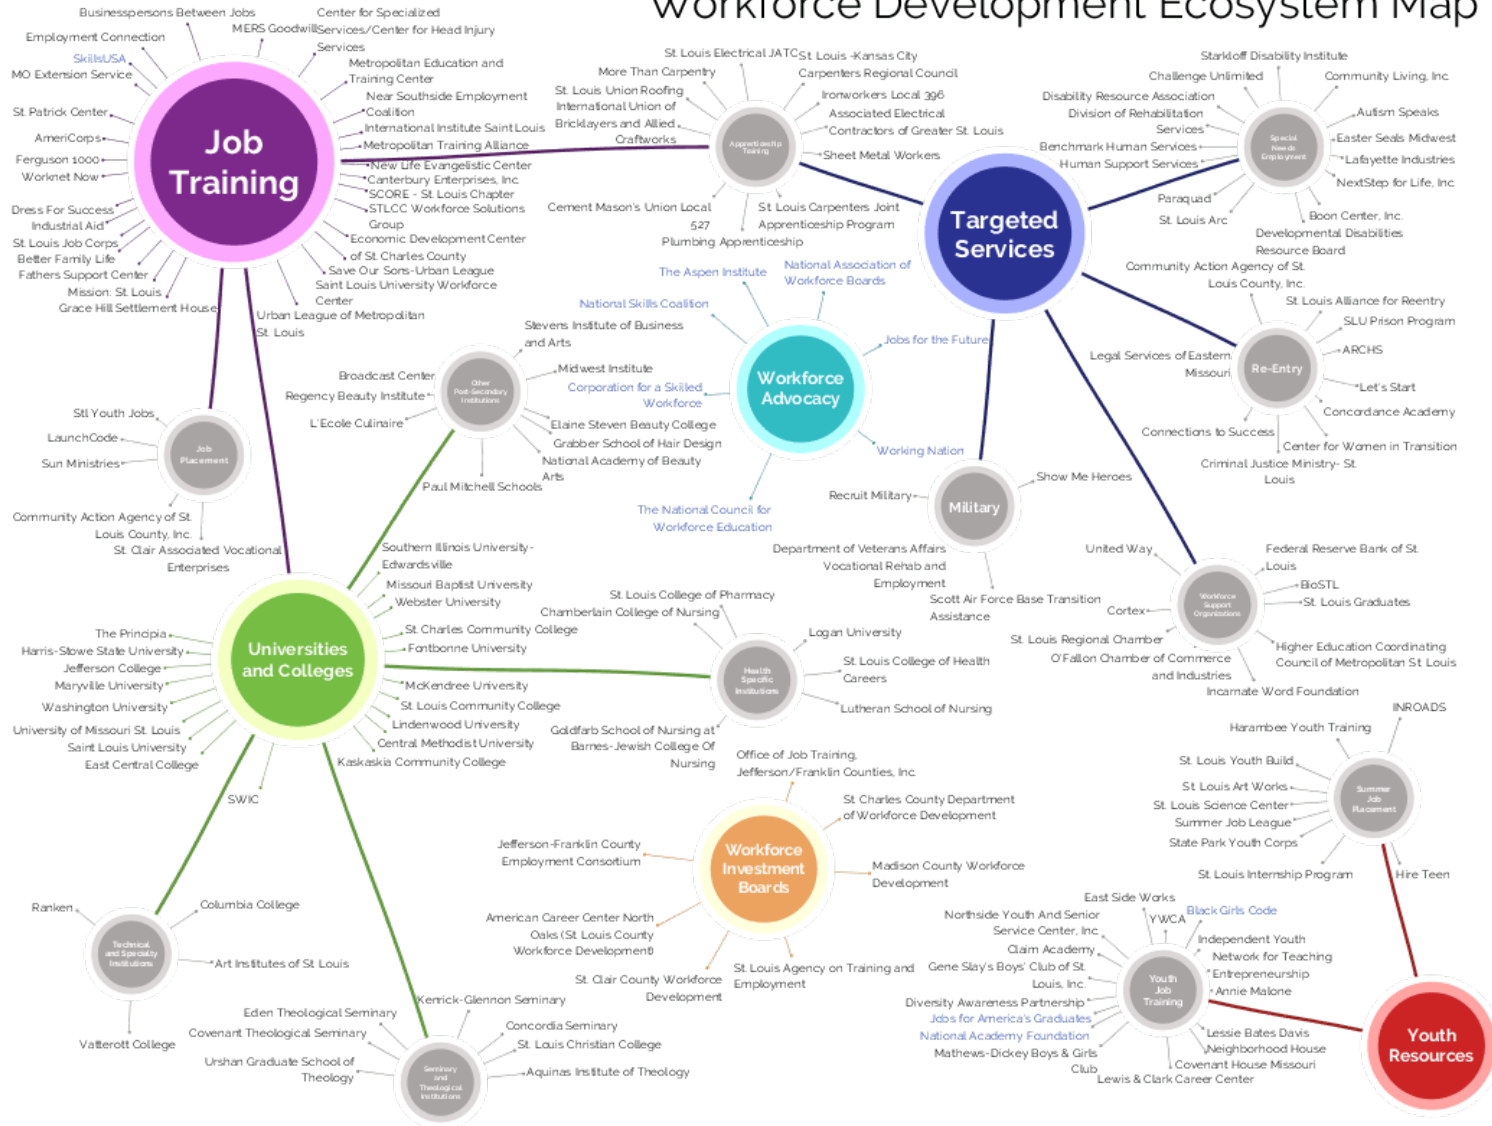 Workforce Development Ecosystem Map
Businesspersons Between Jobs
Employment Connection
SkillsUSA
MO Extension Service
St. Patrick Center
AmeriCorps
Ferguson 1000
Worknet Now
Dress For Success
Industrial Aid
St. Louis Job Corps
Better Family Life
Fathers Support Center
Mission: St. Louis
Grace Hill Settlement House
MERS Goodwill
Center for Specialized
Services/Center for Head Injury
Services
Metropolitan Education and
Training Center
Near Southside Employment
Coalition
International Institute Saint Louis
Metropolitan Training Alliance
New Life Evangelistic Center
Canterbury Enterprises, Inc
SCORE - St. Louis Chapter
STLCC Workforce Solutions
Group
Economic Development Center
of St. Charles County
Save Our Sons-Urban League
Saint Louis University Workforce
Center
Urban League of Metropolitan
St. Louis
Job
Training
St. Louis Electrical JATC
More Than Carpentry
St. Louis Union Roofing
International Union of
Bricklayers and Allied
Craftworks
Cement Mason's Union Local
527
Plumbing Apprenticeship
St. Louis -Kansas City
Carpenters Regional Council
Ironworkers Local 396
Associated Electrical
Contractors of Greater St. Louis
Sheet Metal Workers
St. Louis Carpenters Joint
Apprenticeship Program
Apprenticeship
Training
Targeted
Services
Starkloff Disability Institute
Challenge Unlimited
Disability Resource Association
Division of Rehabilitation
Services
Benchmark Human Services
Human Support Services
Paraquad
St. Louis Arc
Community Living, Inc.
Autism Speaks
Easter Seals Midwest
Lafayette Industries
NextStep for Life, Inc.
Boon Center, Inc.
Developmental Disabilities
Resource Board
Special
Needs
Employment
Community Action Agency of St.
Louis County, Inc.
St. Louis Alliance for Reentry
SLU Prison Program
ARCHS
Let's Start
Concordance Academy
Center for Women in Transition
Criminal Justice Ministry- St.
Louis
Connections to Success
Legal Services of Eastern
Missouri
Re-Entry
The Aspen Institute
National Association of
Workforce Boards
National Skills Coalition
Jobs for the Future
Corporation for a Skilled
Workforce
Working Nation
The National Council for
Workforce Education
Workforce
Advocacy
Stevens Institute of Business
and Arts
Midwest Institute
Broadcast Center
Regency Beauty Institute
L'Ecole Culinaire
Elaine Steven Beauty College
Grabber School of Hair Design
National Academy of Beauty
Arts
Paul Mitchell Schools
Other
Post-Secondary
Institutions
Stl Youth Jobs
LaunchCode
Sun Ministries
Community Action Agency of St.
Louis County, Inc.
St. Clair Associated Vocational
Enterprises
Job
Placement
Recruit Military
Show Me Heroes
Department of Veterans Affairs
Vocational Rehab and
Employment
Scott Air Force Base Transition
Assistance
Military
United Way
Federal Reserve Bank of St.
Louis
BioSTL
St. Louis Graduates
Cortex
St. Louis Regional Chamber
O'Fallon Chamber of Commerce
and Industries
Higher Education Coordinating
Council of Metropolitan St. Louis
Incarnate Word Foundation
Workforce
Support
Organizations
Southern Illinois University-
Edwardsville
Missouri Baptist University
Webster University
St. Charles Community College
Fontbonne University
McKendree University
St. Louis Community College
Lindenwood University
Central Methodist University
Kaskaskia Community College
The Principia
Harris-Stowe State University
Jefferson College
Maryville University
Washington University
University of Missouri St. Louis
Saint Louis University
East Central College
SWIC
Universities
and Colleges
St. Louis College of Pharmacy
Chamberlain College of Nursing
Logan University
St. Louis College of Health
Careers
Lutheran School of Nursing
Goldfarb School of Nursing at
Barnes-Jewish College Of
Nursing
Health
Specific
Institutions
Office of Job Training,
Jefferson/Franklin Counties, Inc.
St Charles County Department
of Workforce Development
Jefferson-Franklin County
Employment Consortium
Madison County Workforce
Development
American Career Center North
Oaks (St Louis County
Workforce Development)
St. Clair County Workforce
Development
St. Louis Agency on Training and
Employment
Workforce
Investment
Boards
INROADS
Harambee Youth Training
St. Louis Youth Build
St Louis Art Works
St. Louis Science Center
Summer Job League
State Park Youth Corps
St. Louis Internship Program
Hire Teen
Summer
Job
Placement
Ranken
Columbia College
Art Institutes of St Louis
Vatterott College
Technical
and Specialty
Institutions
Kerrick-Glennon Seminary
Eden Theological Seminary
Covenant Theological Seminary
Urshan Graduate School of
Theology
Concordia Seminary
St. Louis Christian College
Aquinas Institute of Theology
Seminary
and
Theological
Institutions
East Side Works
Northside Youth And Senior
Service Center, Inc
YWCA
Black Girls Code
Claim Academy
Gene Slay's Boys' Club of St.
Louis, Inc.
Diversity Awareness Partnership
Jobs for America's Graduates
National Academy Foundation
Mathews-Dickey Boys & Girls
Club
Independent Youth
Network for Teaching
Entrepreneurship
Annie Malone
Lessie Bates Davis
Neighborhood House
Covenant House Missouri
Lewis & Clark Career Center
Youth
Job
Training
Youth
Resources